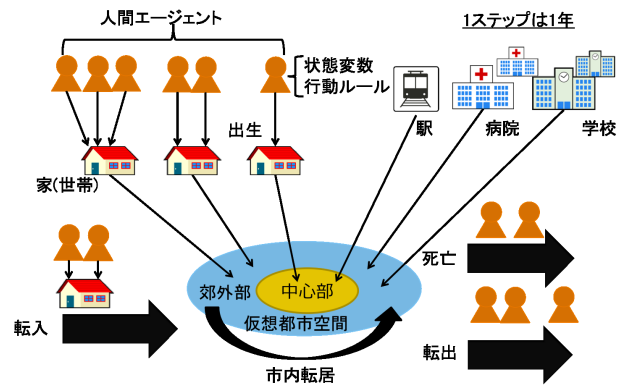 人間エージェント
1ステップは1年
状態変数
行動ルール
出生
駅
病院
学校
家(世帯)
死亡
郊外部
中心部
仮想都市空間
転入
転出
市内転居